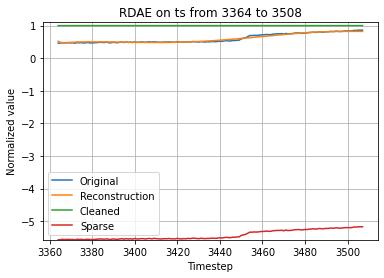 RDAE on ts from 3364 to 3508
Normalized value
1
0
−1
−2
−3
−4
−5
Original
Reconstruction
Cleaned
Sparse
3360 3380 3400 3420 3440 3460 3480 3500
Timestep